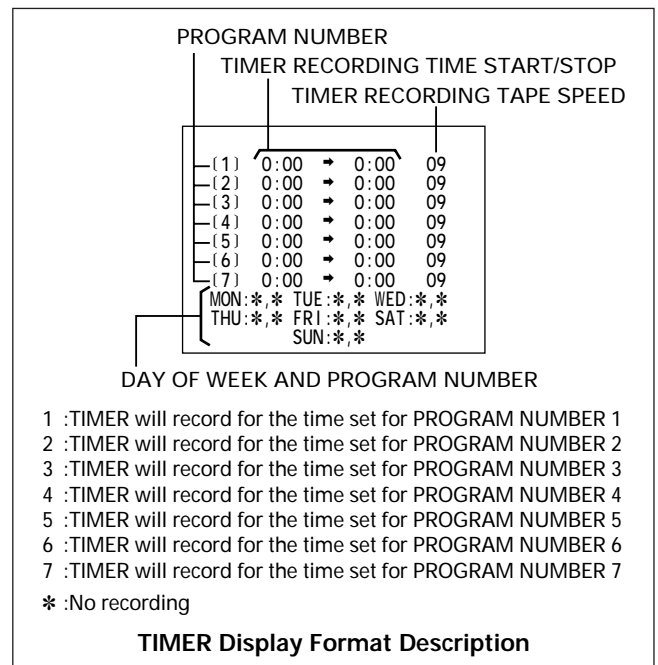 PROGRAM NUMBER
TIMER RECORDING TIME START/STOP
TIMER RECORDING TAPE SPEED
(1) 0:00 ➡ 0:00 09
(2) 0:00 ➡ 0:00 09
(3) 0:00 ➡ 0:00 09
(4) 0:00 ➡ 0:00 09
(5) 0:00 ➡ 0:00 09
(6) 0:00 ➡ 0:00 09
(7) 0:00 ➡ 0:00 09
MON:✻,✻ TUE:✻,✻ WED:✻,✻
THU:✻,✻ FRI:✻,✻ SAT:✻,✻
SUN:✻,✻
DAY OF WEEK AND PROGRAM NUMBER
1 :TIMER will record for the time set for PROGRAM NUMBER 1
2 :TIMER will record for the time set for PROGRAM NUMBER 2
3 :TIMER will record for the time set for PROGRAM NUMBER 3
4 :TIMER will record for the time set for PROGRAM NUMBER 4
5 :TIMER will record for the time set for PROGRAM NUMBER 5
6 :TIMER will record for the time set for PROGRAM NUMBER 6
7 :TIMER will record for the time set for PROGRAM NUMBER 7
✻ :No recording
TIMER Display Format Description